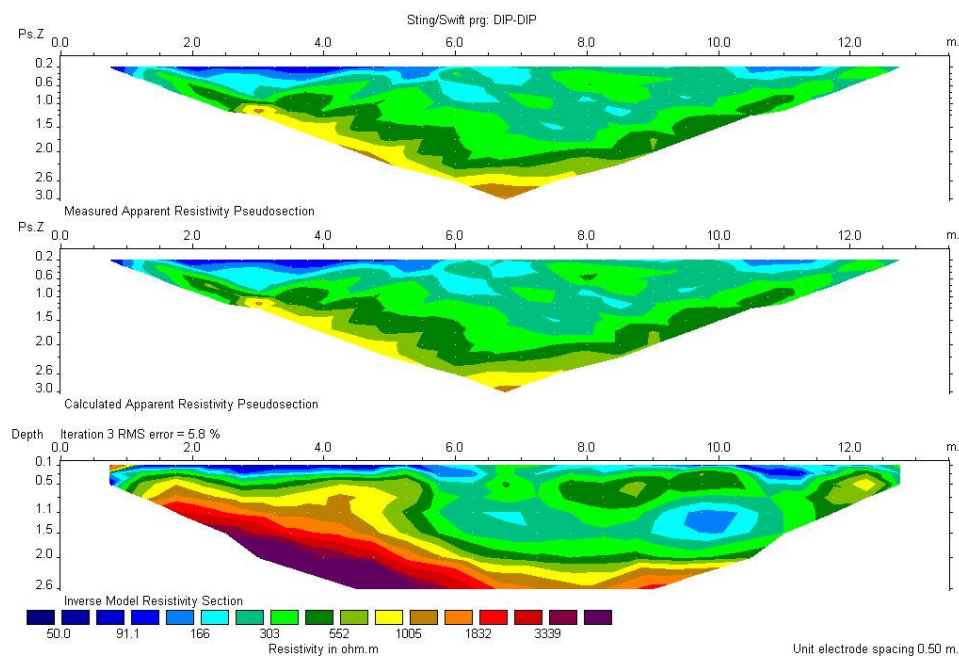 Sting/Swift prg: DIP-DIP
Ps.Z 0.0 2.0 4.0 6.0 8.0 10.0 12.0 m.
0.2
0.6
1.0
1.5
2.0
2.6
3.0
Measured Apparent Resistivity Pseudosection
Ps.Z 0.0 2.0 4.0 6.0 8.0 10.0 12.0 m.
0.2
0.6
1.0
1.5
2.0
2.6
3.0
Calculated Apparent Resistivity Pseudosection
Depth Iteration 3 RMS error = 5.8 %
0.0 2.0 4.0 6.0 8.0 10.0 12.0 m.
0.1
0.5
1.1
1.5
2.0
2.6
Inverse Model Resistivity Section
50.0 91.1 166 303 552 1005 1832 3339
Resistivity in ohm.m Unit electrode spacing 0.50 m.